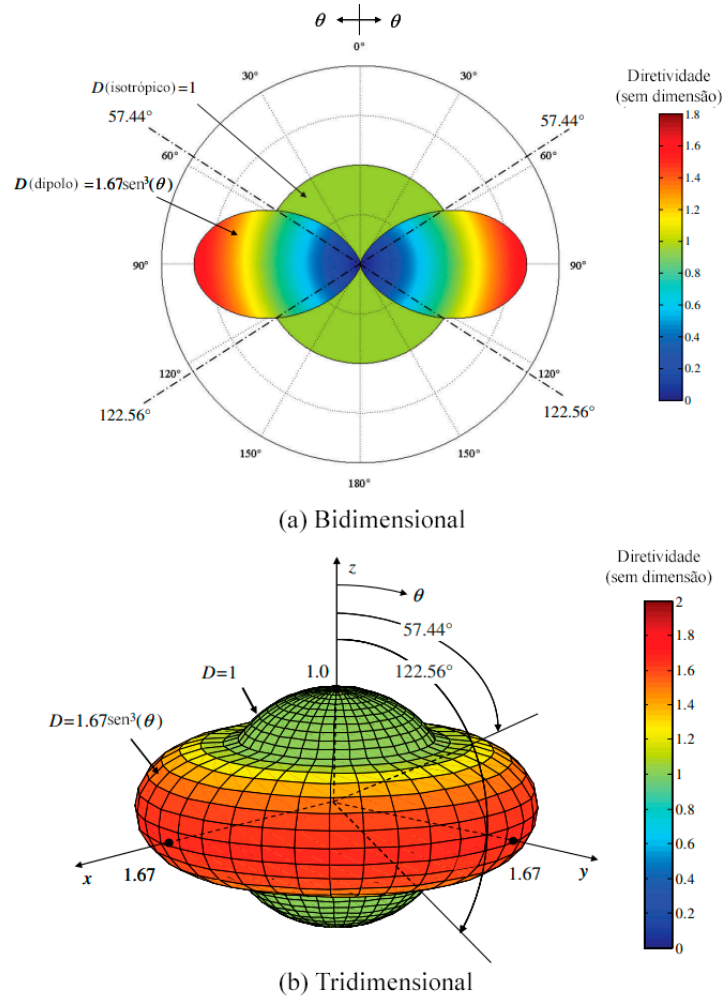 θ θ
0°
Diretividade
(sem dimensão)
D(isotrópico)=1
30° 30°
57.44° 57.44°
60° 60°
D(dipolo) =1.67sen³(θ)
90° 90°
120° 120°
122.56° 122.56°
150° 150°
180°
1.8
1.6
1.4
1.2
1
0.8
0.6
0.4
0.2
0
(a) Bidimensional
Diretividade
(sem dimensão)
z
θ
57.44°
122.56°
1.0
D=1
D=1.67sen³(θ)
x 1.67
1.67 y
2
1.8
1.6
1.4
1.2
1
0.8
0.6
0.4
0.2
0
(b) Tridimensional